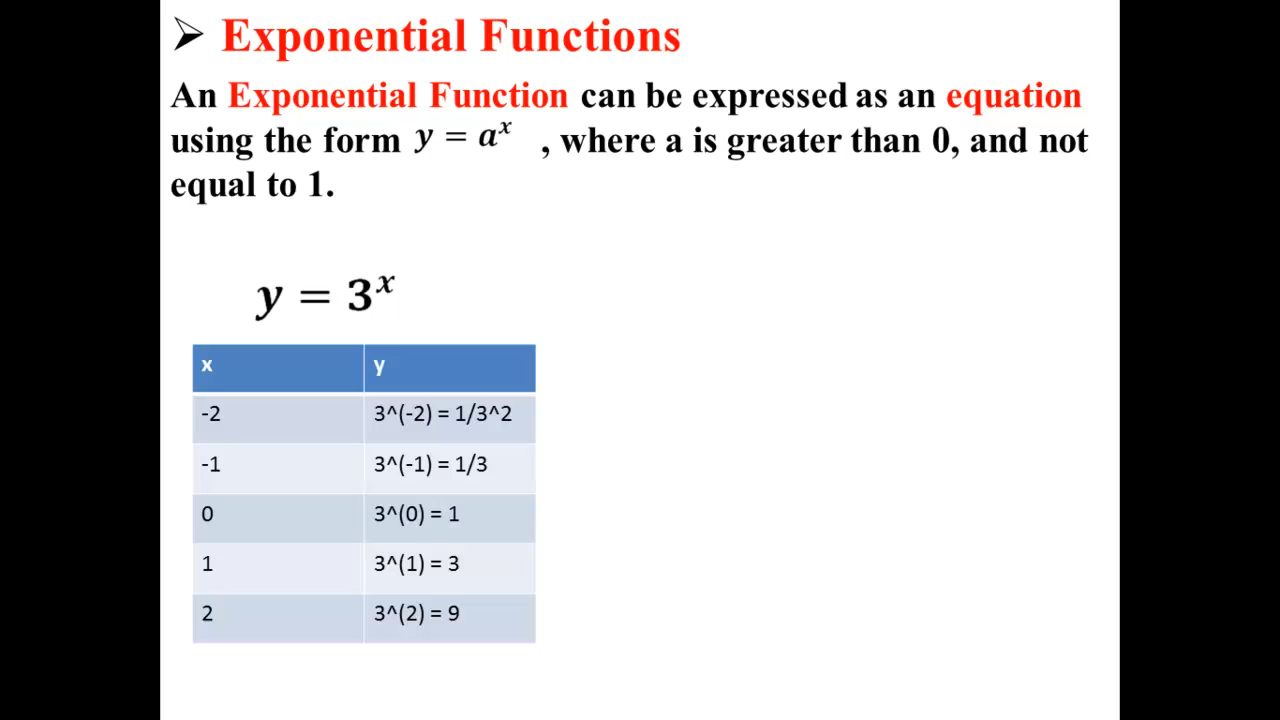 ➢ Exponential Functions
An Exponential Function can be expressed as an equation
using the form y = aˣ , where a is greater than 0, and not
equal to 1.
y = 3ˣ
x y
-2 3^(-2) = 1/3^2
-1 3^(-1) = 1/3
0 3^(0) = 1
1 3^(1) = 3
2 3^(2) = 9